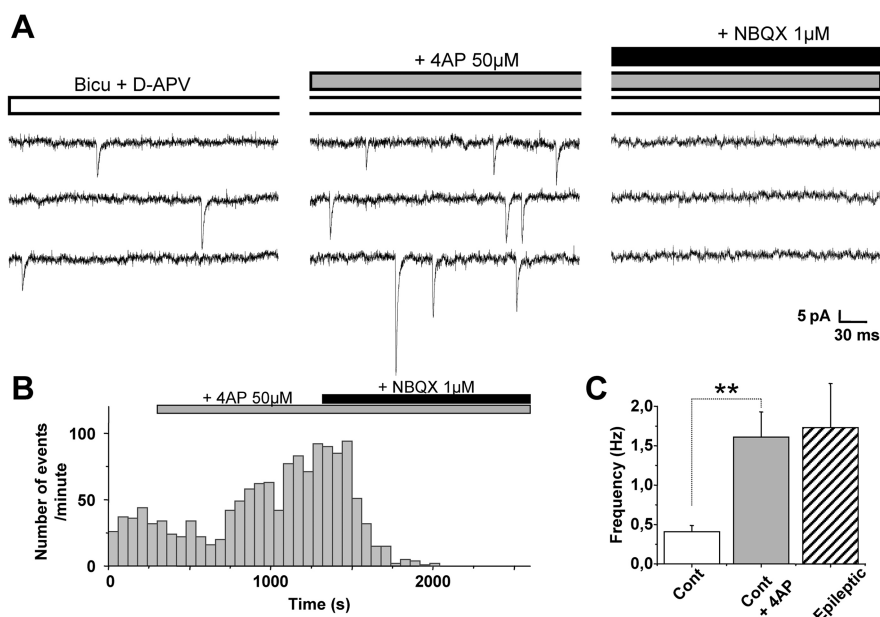 A
+ NBQX 1µM
+ 4AP 50µM
Bicu + D-APV
5 pA
30 ms
B
+ 4AP 50µM
+ NBQX 1µM
Number of events
/minute
100
50
0
0
1000
2000
Time (s)
C
**
Frequency (Hz)
2,0
1,5
1,0
0,5
0,0
Cont
Cont
+ 4AP
Epileptic